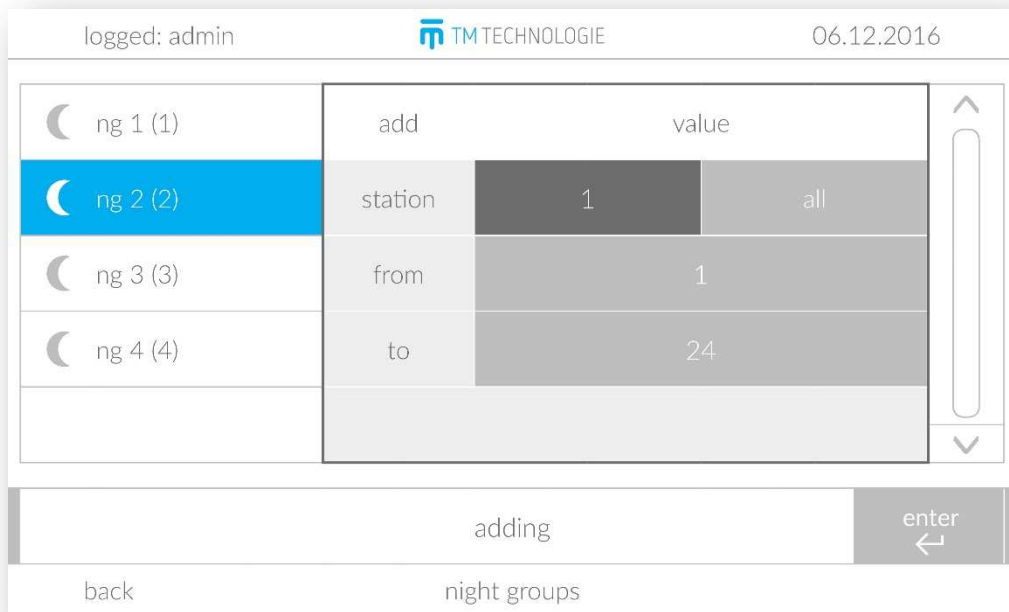 logged: admin TM TECHNOLOGIE 06.12.2016
ng 1 (1) add value
ng 2 (2) station 1 all
ng 3 (3) from 1
ng 4 (4) to 24
adding enter
back night groups